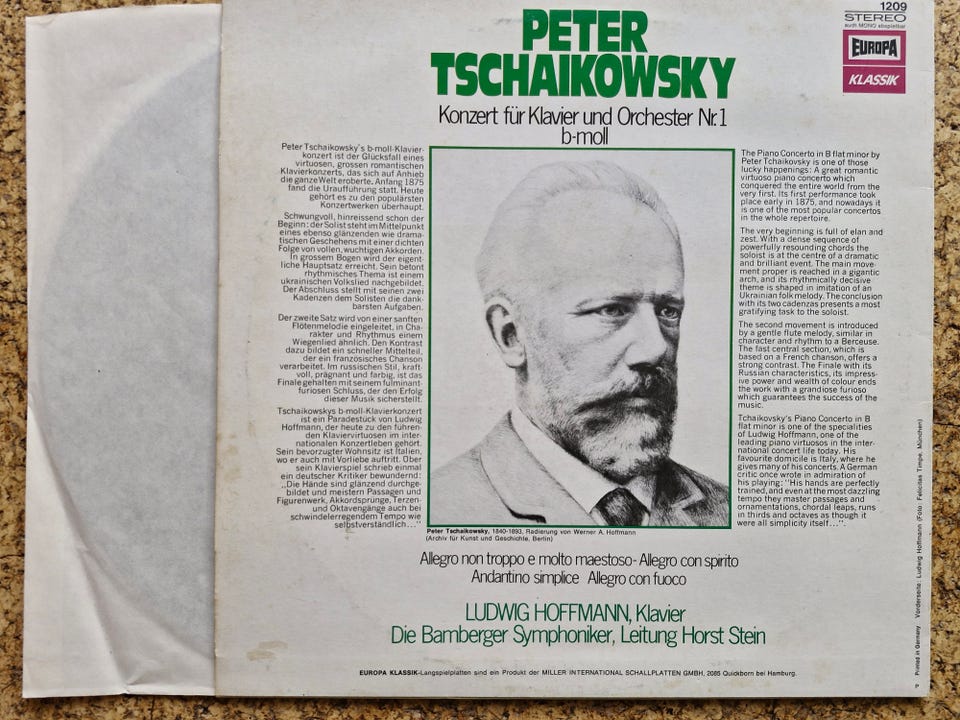 PETER
TSCHAIKOWSKY
1209
STEREO
auch MONO abspielbar
EUROPA
KLASSIK
Konzert für Klavier und Orchester Nr.1
b-moll
Peter Tschaikowsky's b-moll-Klavier-
konzert ist der Glücksfall eines
virtuosen, grossen romantischen
Klavierkonzerts, das sich auf Anhieb
die ganze Welt eroberte. Anfang 1875
fand die Uraufführung statt. Heute
gehört es zu den populärsten
Konzertwerken überhaupt.
Schwungvoll, hinreissend schon der
Beginn: der Solist steht im Mittelpunkt
eines ebenso glänzenden wie drama-
tischen Geschehens mit einer dichten
Folge von vollen, wuchtigen Akkorden.
In grossem Bogen wird der eigent-
liche Hauptsatz erreicht. Sein betont
rhythmisches Thema ist einem
ukrainischen Volkslied nachgebildet.
Der Abschluss stellt mit seinen zwei
Kadenzen dem Solisten die dank-
barsten Aufgaben.
Der zweite Satz wird von einer sanften
Flötenmelodie eingeleitet, in Cha-
rakter und Rhythmus einem
Wiegenlied ähnlich. Den Kontrast
dazu bildet ein schneller Mittelteil,
der ein französisches Chanson
verarbeitet. Im russischen Stil, kraft-
voll, prägnant und farbig, ist das
Finale gehalten mit seinem fulminant-
furiosen Schluss, der den Erfolg
dieser Musik sicherstellt.
Tschaikowskys b-moll-Klavierkonzert
ist ein Paradestück von Ludwig
Hoffmann, der heute zu den führen-
den Klaviervirtuosen im inter-
nationalen Konzertleben gehört.
Sein bevorzugter Wohnsitz ist Italien,
wo er auch mit Vorliebe auftritt. Über
sein Klavierspiel schrieb einmal
ein deutscher Kritiker bewundernd:
„Die Hände sind glänzend durchge-
bildet und meistern Passagen und
Figurenwerk, Akkordsprünge, Terzen-
und Oktavengänge auch bei
schwindelerregendem Tempo wie
selbstverständlich..."
The Piano Concerto in B flat minor by
Peter Tchaikovsky is one of those
lucky happenings: A great romantic
virtuoso piano concerto which
conquered the entire world from the
very first. Its first performance took
place early in 1875, and nowadays it
is one of the most popular concertos
in the whole repertoire.
The very beginning is full of elan and
zest. With a dense sequence of
powerfully resounding chords the
soloist is at the centre of a dramatic
and brilliant event. The main move-
ment proper is reached in a gigantic
arch, and its rhythmically decisive
theme is shaped in imitation of an
Ukrainian folk melody. The conclusion
with its two cadenzas presents a most
gratifying task to the soloist.
The second movement is introduced
by a gentle flute melody, similar in
character and rhythm to a Berceuse.
The fast central section, which is
based on a French chanson, offers a
strong contrast. The Finale with its
Russian characteristics, its impress-
ive power and wealth of colour ends
the work with a grandiose furioso
which guarantees the success of the
music.
Tchaikovsky's Piano Concerto in B
flat minor is one of the specialities
of Ludwig Hoffmann, one of the
leading piano virtuosos in the inter-
national concert life today. His
favourite domicile is Italy, where he
gives many of his concerts. A German
critic once wrote in admiration of
his playing: "His hands are perfectly
trained, and even at the most dazzling
tempo they master passages and
ornamentations, chordal leaps, runs
in thirds and octaves as though it
were all simplicity itself...".
Peter Tschaikowsky, 1840-1893, Radierung von Werner A. Hoffmann
(Archiv für Kunst und Geschichte, Berlin)
Allegro non troppo e molto maestoso - Allegro con spirito
Andantino simplice Allegro con fuoco
LUDWIG HOFFMANN, Klavier
Die Bamberger Symphoniker, Leitung Horst Stein
EUROPA KLASSIK-Langspielplatten sind ein Produkt der MILLER INTERNATIONAL SCHALLPLATTEN GMBH, 2085 Quickborn bei Hamburg.
Printed in Germany Vorderseite: Ludwig Hoffmann (Foto: Felicitas Timpe, München)